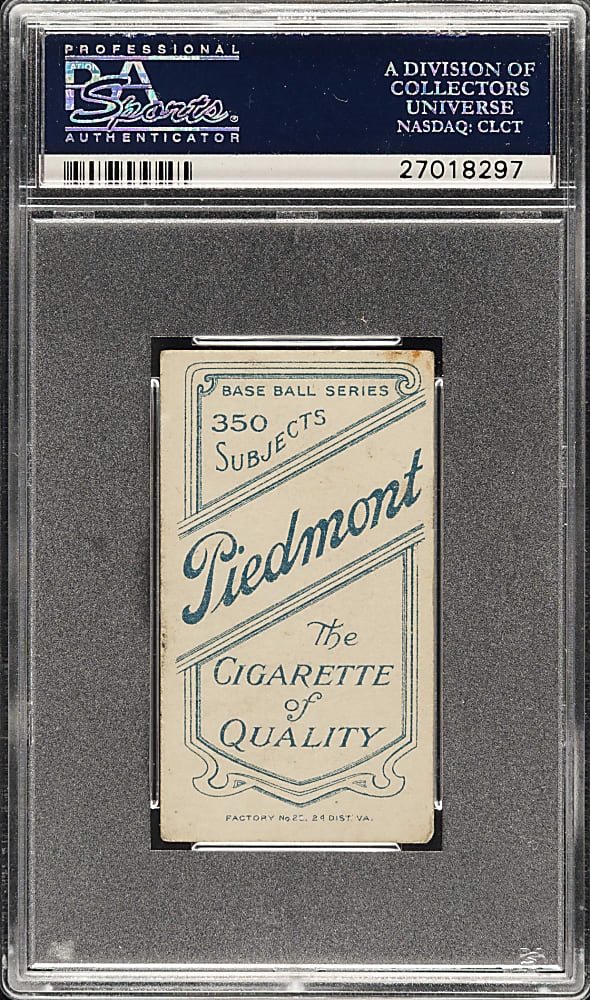 PROFESSIONAL
PSA
Sports
AUTHENTICATOR
A DIVISION OF
COLLECTORS
UNIVERSE
NASDAQ: CLCT
27018297
BASE BALL SERIES
350
SUBJECTS
Piedmont
The
CIGARETTE
of
QUALITY
FACTORY No 25. 2d DIST. VA.